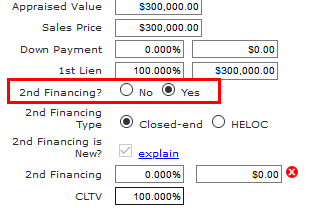 Appraised Value $300,000.00
Sales Price $300,000.00
Down Payment 0.000% $0.00
1st Lien 100.000% $300,000.00
2nd Financing? No Yes
2nd Financing
Type Closed-end HELOC
2nd Financing is
New? explain
2nd Financing 0.000% $0.00
CLTV 100.000%